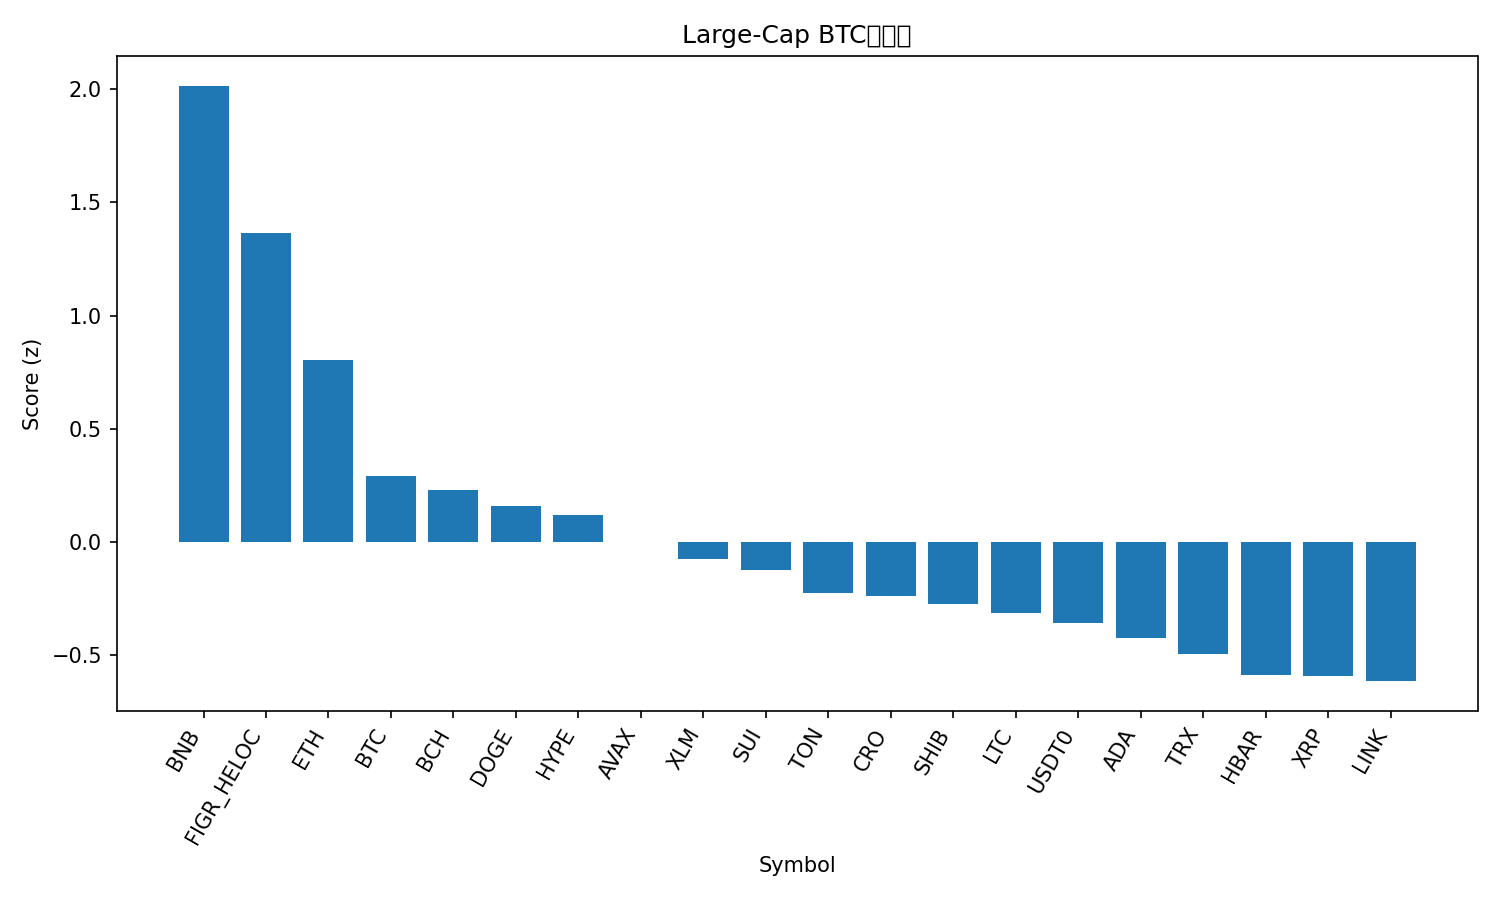 Large-Cap BTC
Score (z)
2.0
1.5
1.0
0.5
0.0
−0.5
BNB
FIGR_HELOC
ETH
BTC
BCH
DOGE
HYPE
AVAX
XLM
SUI
TON
CRO
SHIB
LTC
USDT0
ADA
TRX
HBAR
XRP
LINK
Symbol